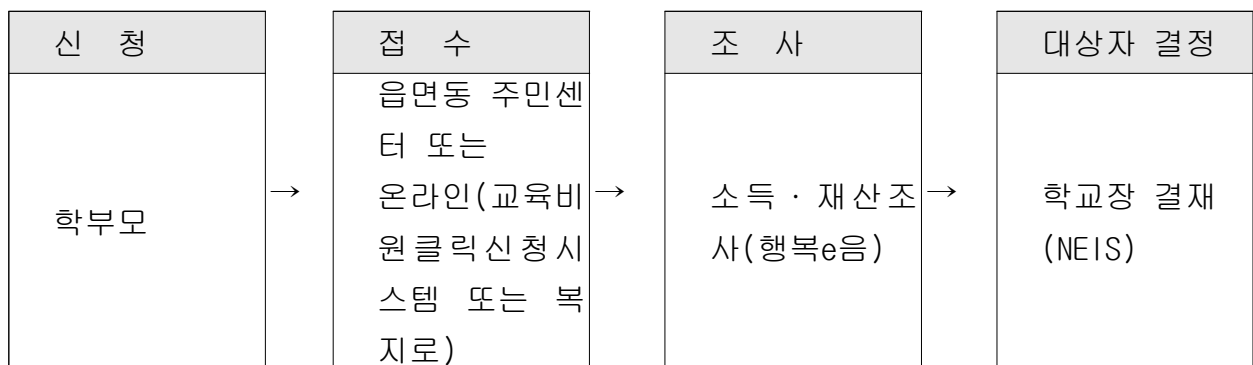 신 청
학부모
→
접 수
읍면동 주민센
터 또는
온라인(교육비
원클릭신청시
스템 또는 복
지로)
→
조 사
소득·재산조
사(행복e음)
→
대상자 결정
학교장 결재
(NEIS)